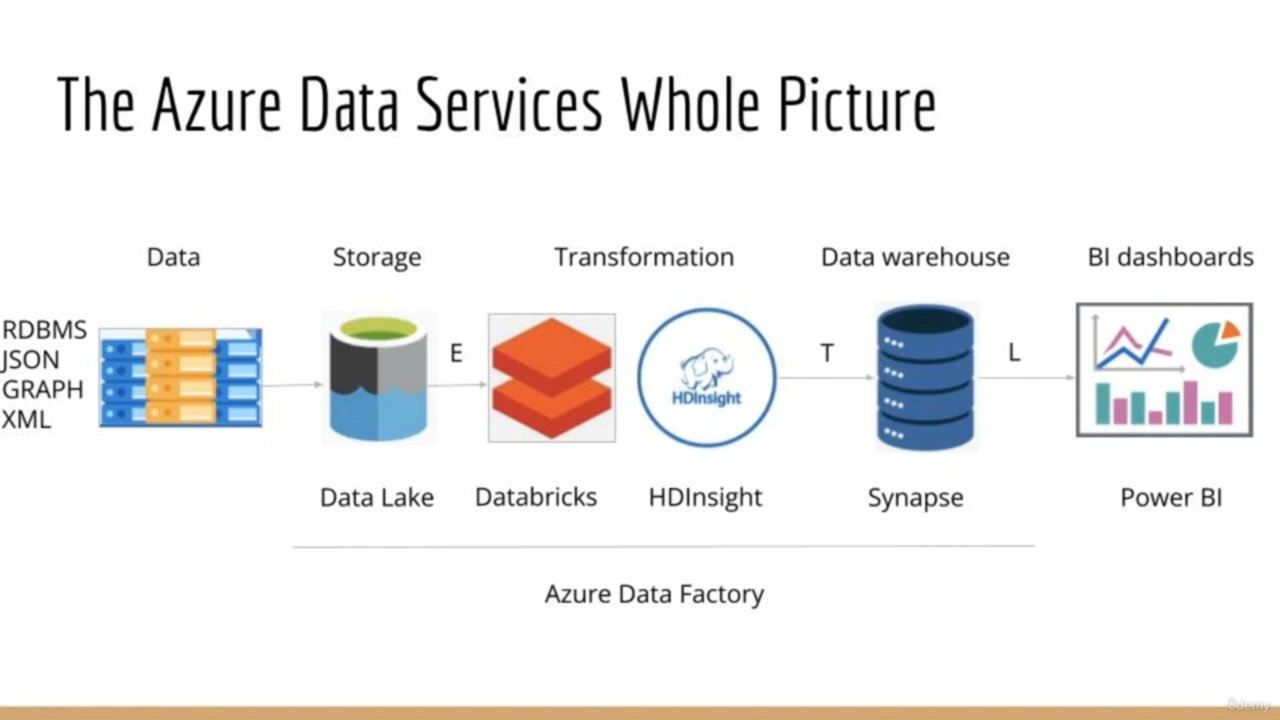 The Azure Data Services Whole Picture
Data
Storage
Transformation
Data warehouse
BI dashboards
RDBMS
JSON
GRAPH
XML
E
HDInsight
T
L
Data Lake
Databricks
HDInsight
Synapse
Power BI
Azure Data Factory
ûdemy